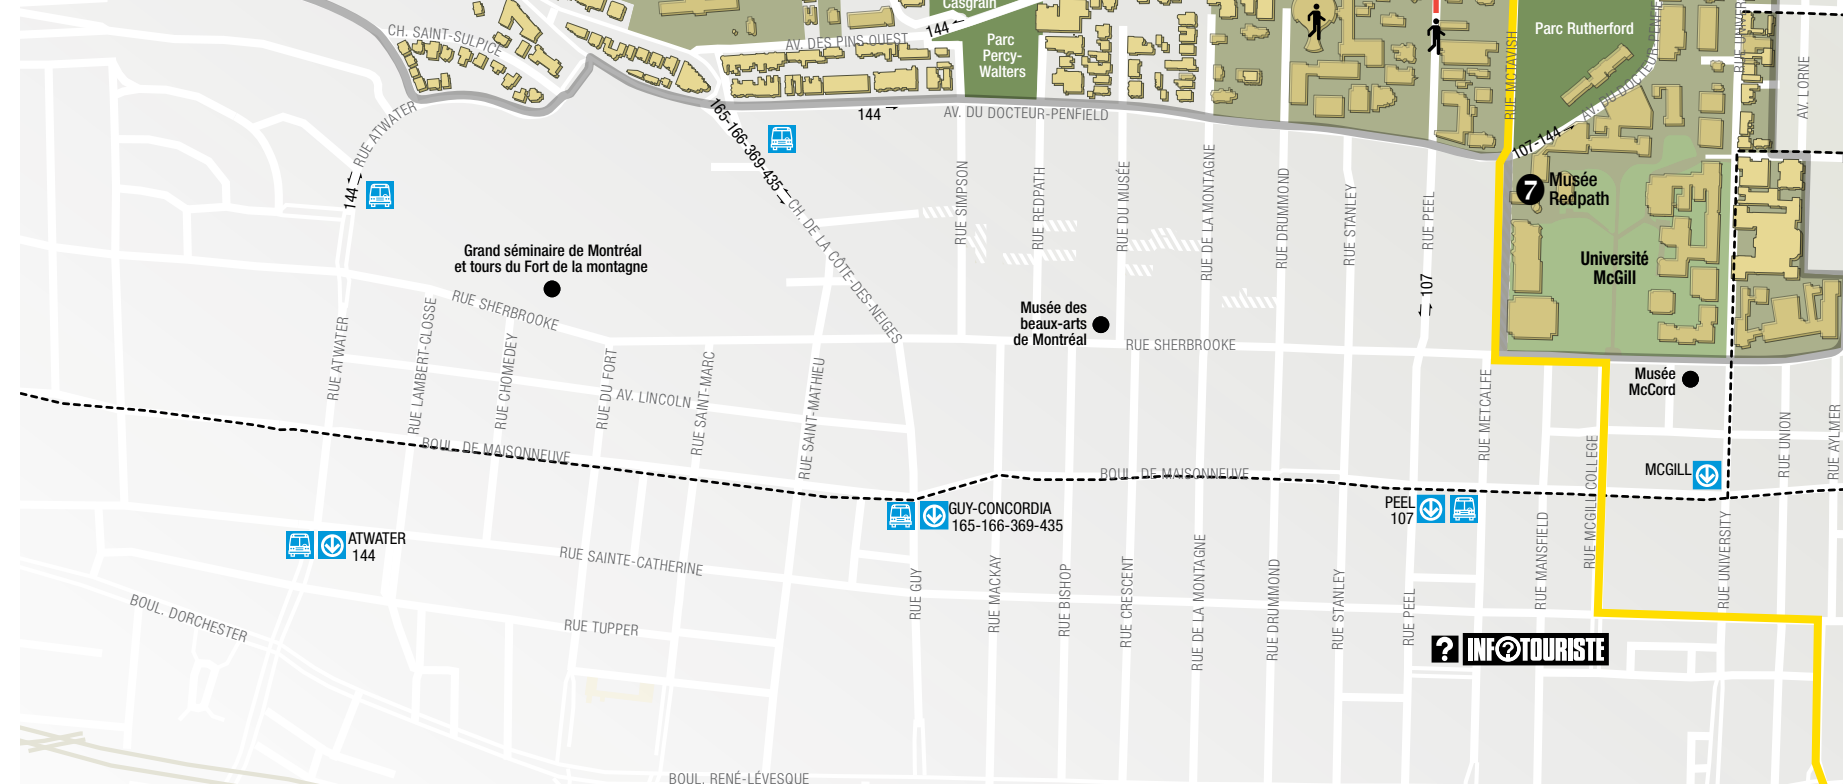 Casgrain
CH. SAINT-SULPICE
AV. DES PINS OUEST
144
Parc
Percy-
Walters
RUE MCTAVISH
Parc Rutherford
AV. DU DOCTEUR-PENFIE
AV. LORNE
RUE ATWATER
144
165-166-369-435
144
AV. DU DOCTEUR-PENFIELD
107-144
144
CH. DE LA CÔTE-DES-NEIGES
RUE SIMPSON
RUE REDPATH
RUE DU MUSÉE
RUE DE LA MONTAGNE
RUE DRUMMOND
RUE STANLEY
RUE PEEL
107
7
Musée
Redpath
Université
McGill
Grand séminaire de Montréal
et tours du Fort de la montagne
RUE SHERBROOKE
Musée des
beaux-arts
de Montréal
RUE SHERBROOKE
Musée
McCord
RUE ATWATER
RUE LAMBERT-CLOSSE
RUE CHOMEDEY
RUE DU FORT
AV. LINCOLN
RUE SAINT-MARC
RUE SAINT-MATHIEU
RUE METCALFE
RUE MCGILL COLLEGE
RUE UNION
RUE AYLMER
BOUL. DE MAISONNEUVE
BOUL. DE MAISONNEUVE
MCGILL
GUY-CONCORDIA
165-166-369-435
PEEL
107
ATWATER
144
RUE SAINTE-CATHERINE
RUE GUY
RUE MACKAY
RUE BISHOP
RUE CRESCENT
RUE DE LA MONTAGNE
RUE DRUMMOND
RUE STANLEY
RUE PEEL
RUE MANSFIELD
RUE UNIVERSITY
BOUL. DORCHESTER
RUE TUPPER
? INF?TOURISTE
BOUL. RENÉ-LÉVESQUE